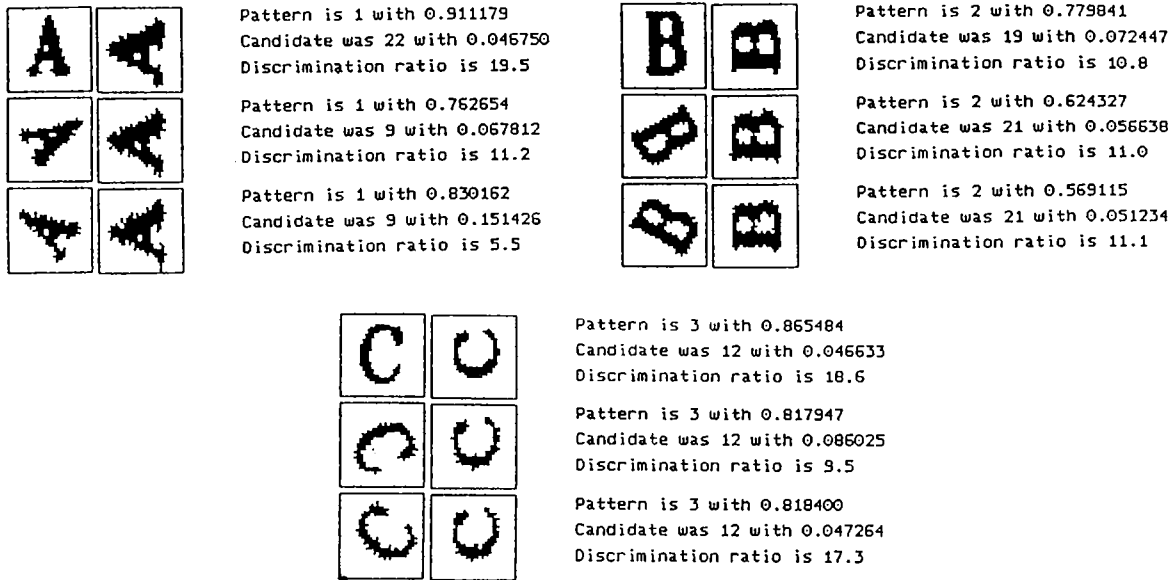 Pattern is 1 with 0.911179
Candidate was 22 with 0.046750
Discrimination ratio is 19.5
Pattern is 1 with 0.762654
Candidate was 9 with 0.067812
Discrimination ratio is 11.2
Pattern is 1 with 0.830162
Candidate was 9 with 0.151426
Discrimination ratio is 5.5
Pattern is 2 with 0.779841
Candidate was 19 with 0.072447
Discrimination ratio is 10.8
Pattern is 2 with 0.624327
Candidate was 21 with 0.056638
Discrimination ratio is 11.0
Pattern is 2 with 0.569115
Candidate was 21 with 0.051234
Discrimination ratio is 11.1
Pattern is 3 with 0.865484
Candidate was 12 with 0.046633
Discrimination ratio is 18.6
Pattern is 3 with 0.817947
Candidate was 12 with 0.086025
Discrimination ratio is 9.5
Pattern is 3 with 0.818400
Candidate was 12 with 0.047264
Discrimination ratio is 17.3
A A
A A
A A
B B
B B
B B
C C
C C
C C